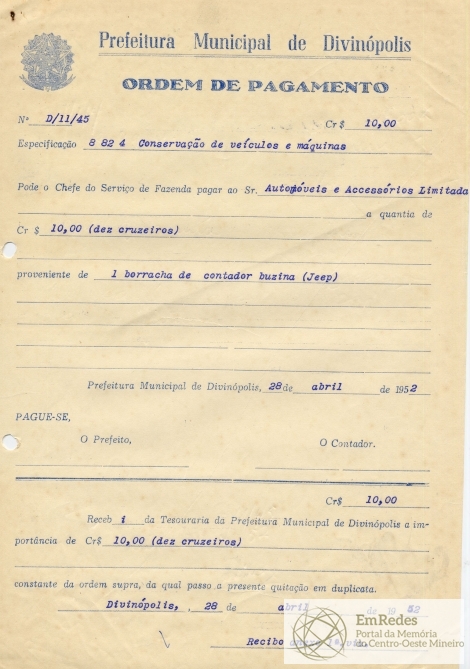 Prefeitura Municipal de Divinópolis
ORDEM DE PAGAMENTO
Nº D/11/45 Cr$ 10,00
Especificação 8 82 4 Conservação de veículos e máquinas
Pode o Chefe do Serviço de Fazenda pagar ao Sr. Automóveis e Accessórios Limitada
a quantia de
Cr $ 10,00 (dez cruzeiros)
proveniente de 1 borracha de contador buzina (Jeep)
Prefeitura Municipal de Divinópolis, 28 de abril de 1952
PAGUE-SE,
O Prefeito, O Contador.
Cr$ 10,00
Receb i da Tesouraria da Prefeitura Municipal de Divinópolis a im-
portância de Cr$ 10,00 (dez cruzeiros)
constante da ordem supra, da qual passo a presente quitação em duplicata.
Divinópolis, 28 de abril de 1952
Recibo
EmRedes
Portal da Memória
do Centro-Oeste Mineiro